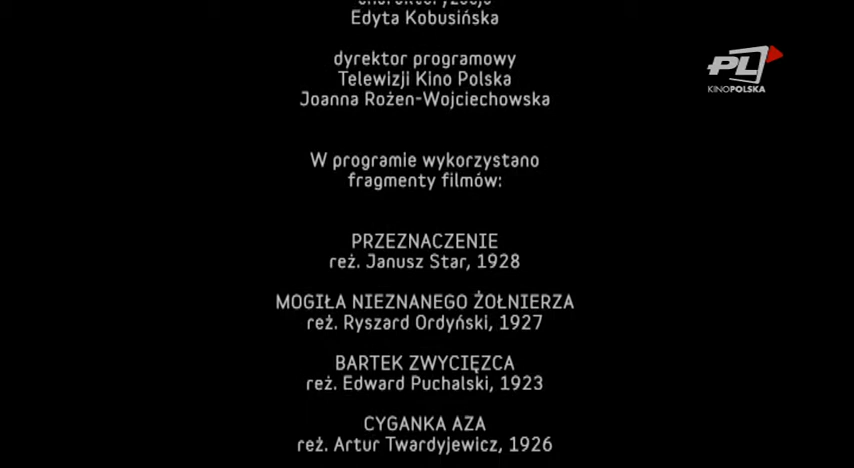 charakteryzacja
Edyta Kobusińska
dyrektor programowy
Telewizji Kino Polska
Joanna Rożen-Wojciechowska
W programie wykorzystano
fragmenty filmów:
PRZEZNACZENIE
reż. Janusz Star, 1928
MOGIŁA NIEZNANEGO ŻOŁNIERZA
reż. Ryszard Ordyński, 1927
BARTEK ZWYCIĘZCA
reż. Edward Puchalski, 1923
CYGANKA AZA
reż. Artur Twardyjewicz, 1926
PL
KINOPOLSKA